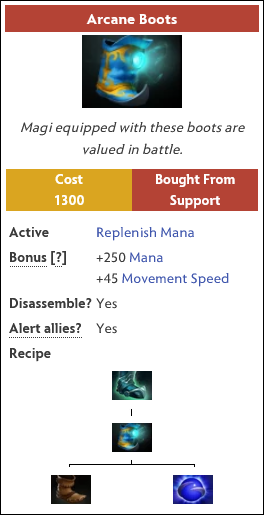 Arcane Boots
Magi equipped with these boots are
valued in battle.
Cost
1300
Bought From
Support
Active Replenish Mana
Bonus [?] +250 Mana
+45 Movement Speed
Disassemble? Yes
Alert allies? Yes
Recipe